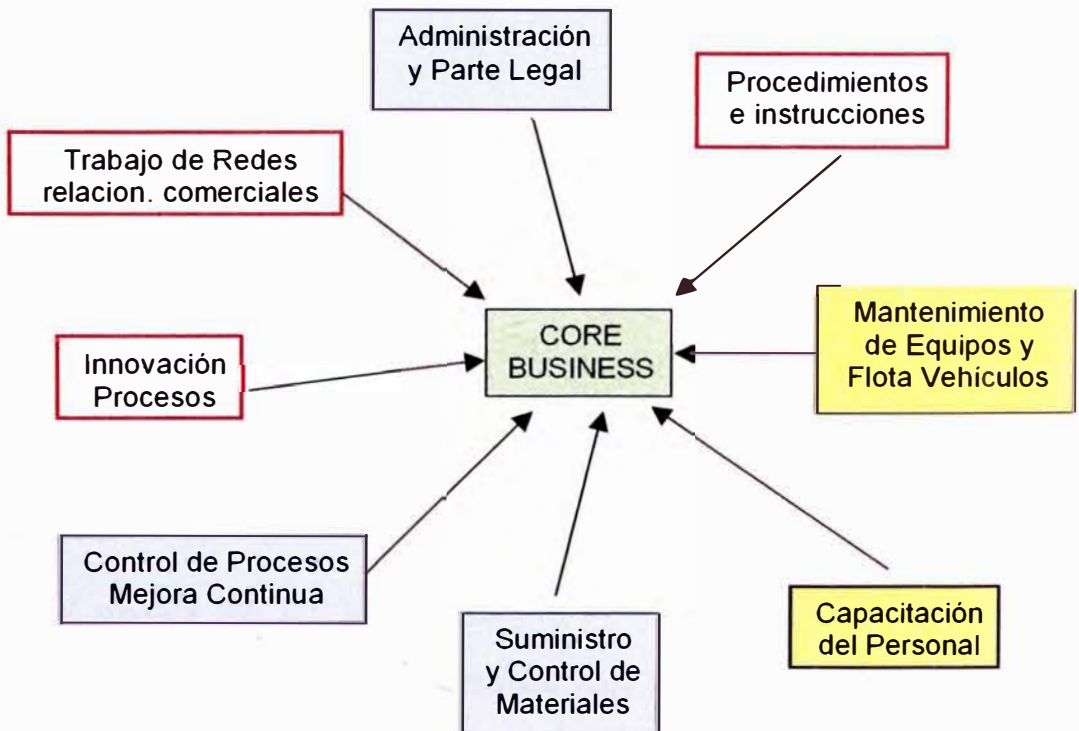 Administración
y Parte Legal
Procedimientos
e instrucciones
Trabajo de Redes
relacion. comerciales
CORE
BUSINESS
Mantenimiento
de Equipos y
Flota Vehículos
Innovación
Procesos
Control de Procesos
Mejora Continua
Suministro
y Control de
Materiales
Capacitación
del Personal